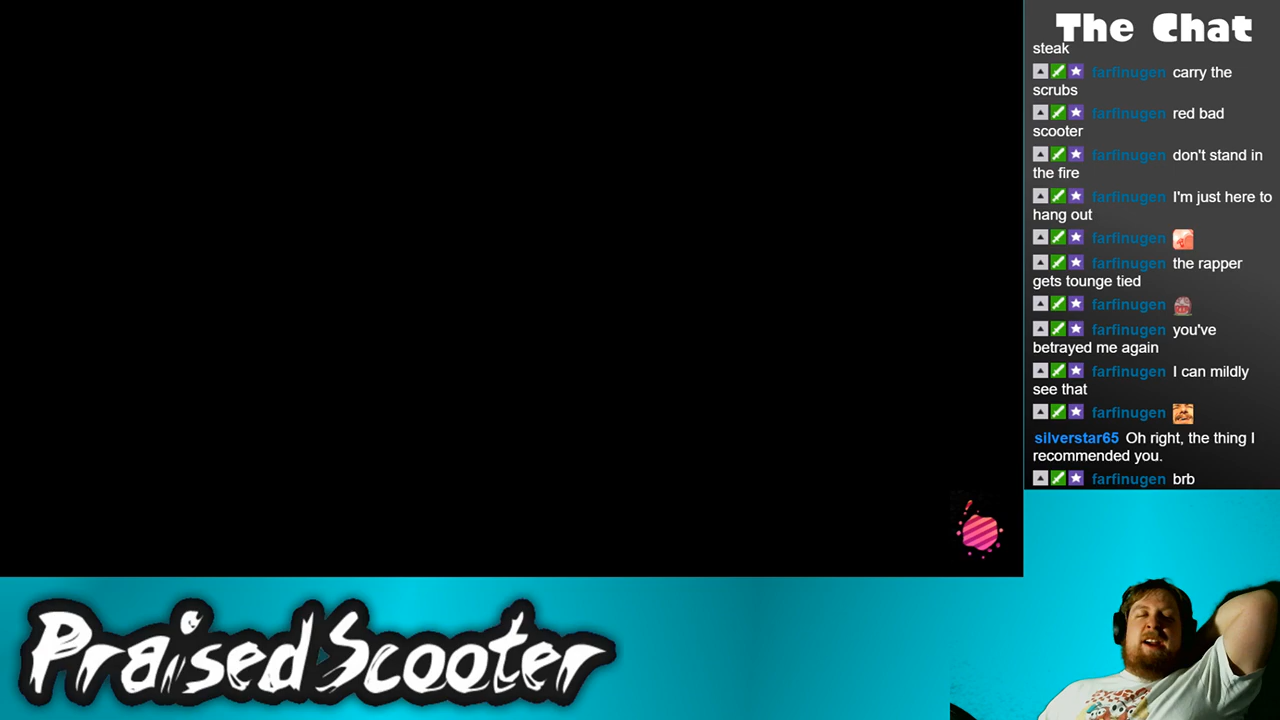 The Chat
steak
farfinugen carry the
scrubs
farfinugen red bad
scooter
farfinugen don't stand in
the fire
farfinugen I'm just here to
hang out
farfinugen
farfinugen the rapper
gets tounge tied
farfinugen
farfinugen you've
betrayed me again
farfinugen I can mildly
see that
farfinugen
silverstar65 Oh right, the thing I
recommended you.
farfinugen brb
PraisedScooter